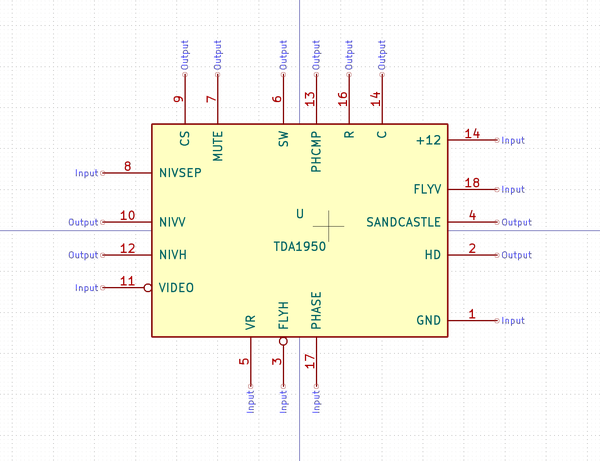 Output
Output
Output
Output
Output
Output
9
7
6
13
16
14
CS
MUTE
SW
PHCMP
R
C
+12
14
Input
Input
8
NIVSEP
FLYV
18
Input
Output
10
NIVV
U
SANDCASTLE
4
Output
TDA1950
Output
12
NIVH
HD
2
Output
Input
11
VIDEO
VR
FLYH
PHASE
GND
1
Input
5
3
17
Input
Input
Input